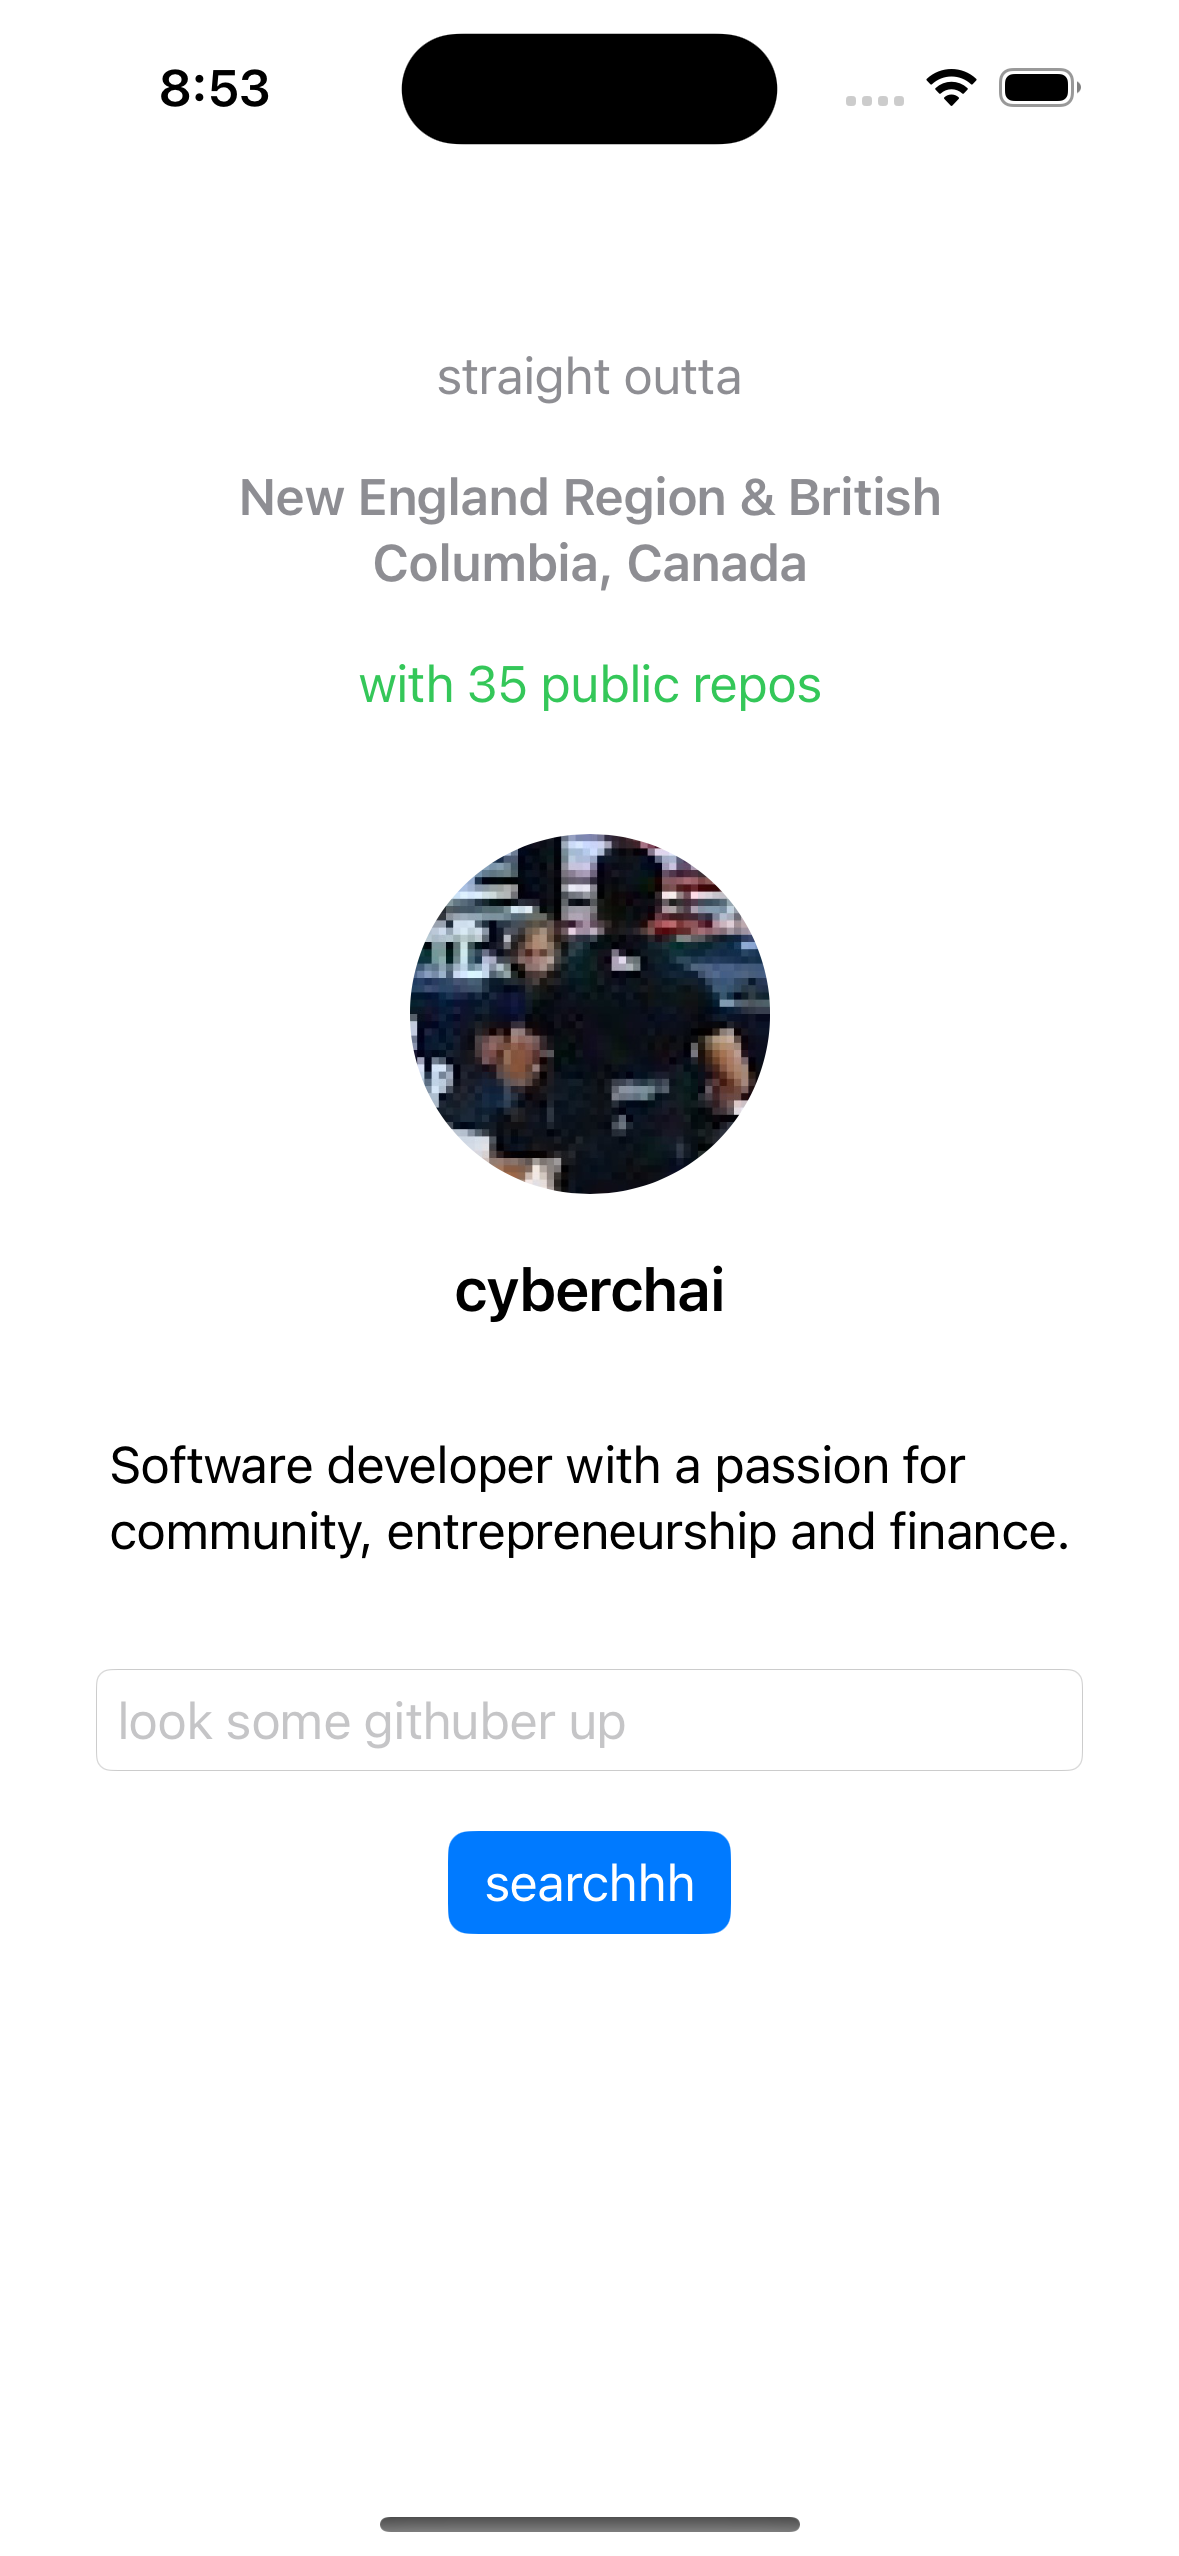 8:53
straight outta
New England Region & British
Columbia, Canada
with 35 public repos
cyberchai
Software developer with a passion for
community, entrepreneurship and finance.
look some githuber up
searchhh